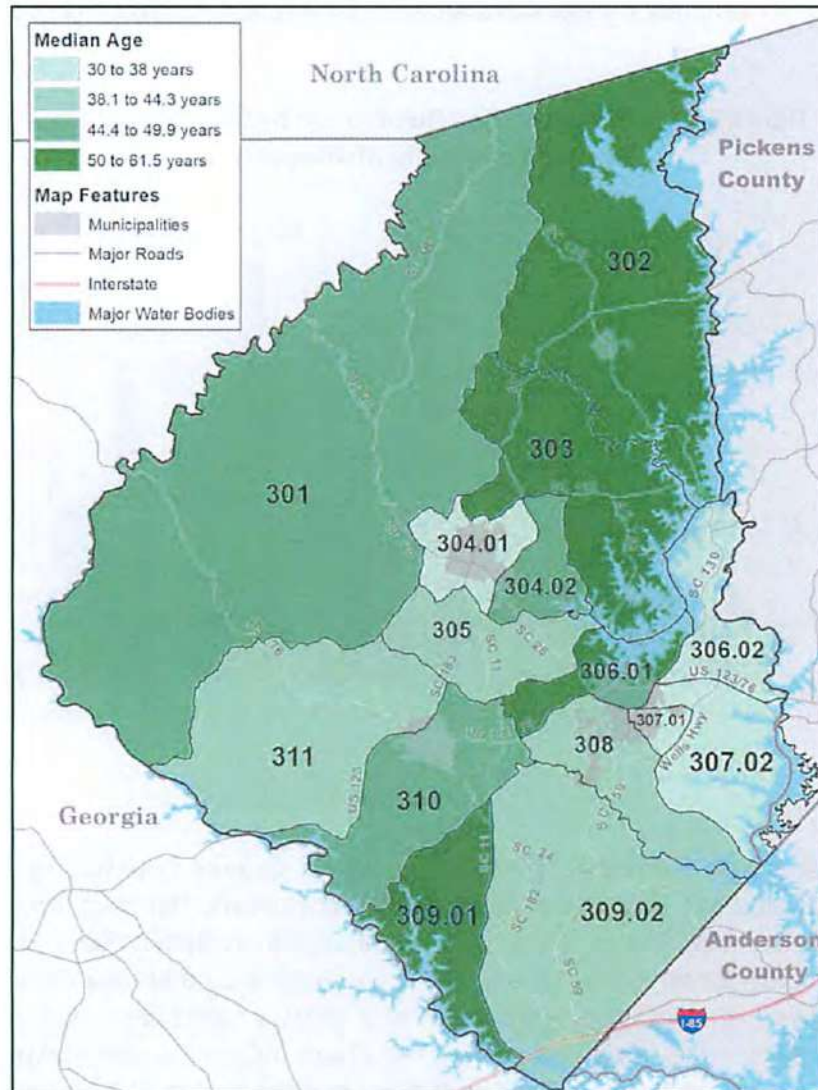 Median Age
30 to 38 years
38.1 to 44.3 years
44.4 to 49.9 years
50 to 61.5 years
Map Features
Municipalities
Major Roads
Interstate
Major Water Bodies
North Carolina
Pickens
County
302
303
301
304.01
304.02
SC 130
305
SC 28
SC 11
SC 183
306.02
306.01
US 123/76
307.01
308
Wells Hwy
307.02
311
US 123
310
SC 59
Georgia
SC 11
SC 24
SC 182
309.01
309.02
SC 59
Anderson
County
I-85